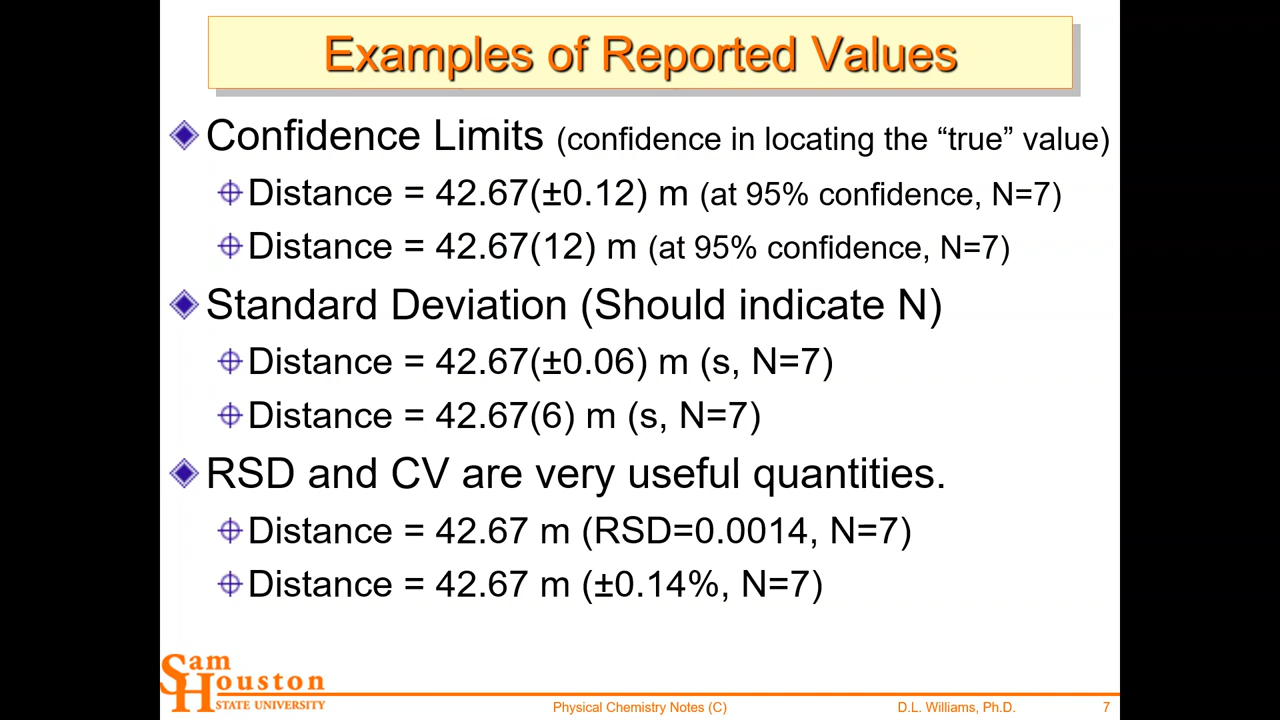 Examples of Reported Values
Confidence Limits (confidence in locating the “true” value)
Distance = 42.67(±0.12) m (at 95% confidence, N=7)
Distance = 42.67(12) m (at 95% confidence, N=7)
Standard Deviation (Should indicate N)
Distance = 42.67(±0.06) m (s, N=7)
Distance = 42.67(6) m (s, N=7)
RSD and CV are very useful quantities.
Distance = 42.67 m (RSD=0.0014, N=7)
Distance = 42.67 m (±0.14%, N=7)
Sam
Houston
STATE UNIVERSITY
Physical Chemistry Notes (C) D.L. Williams, Ph.D. 7